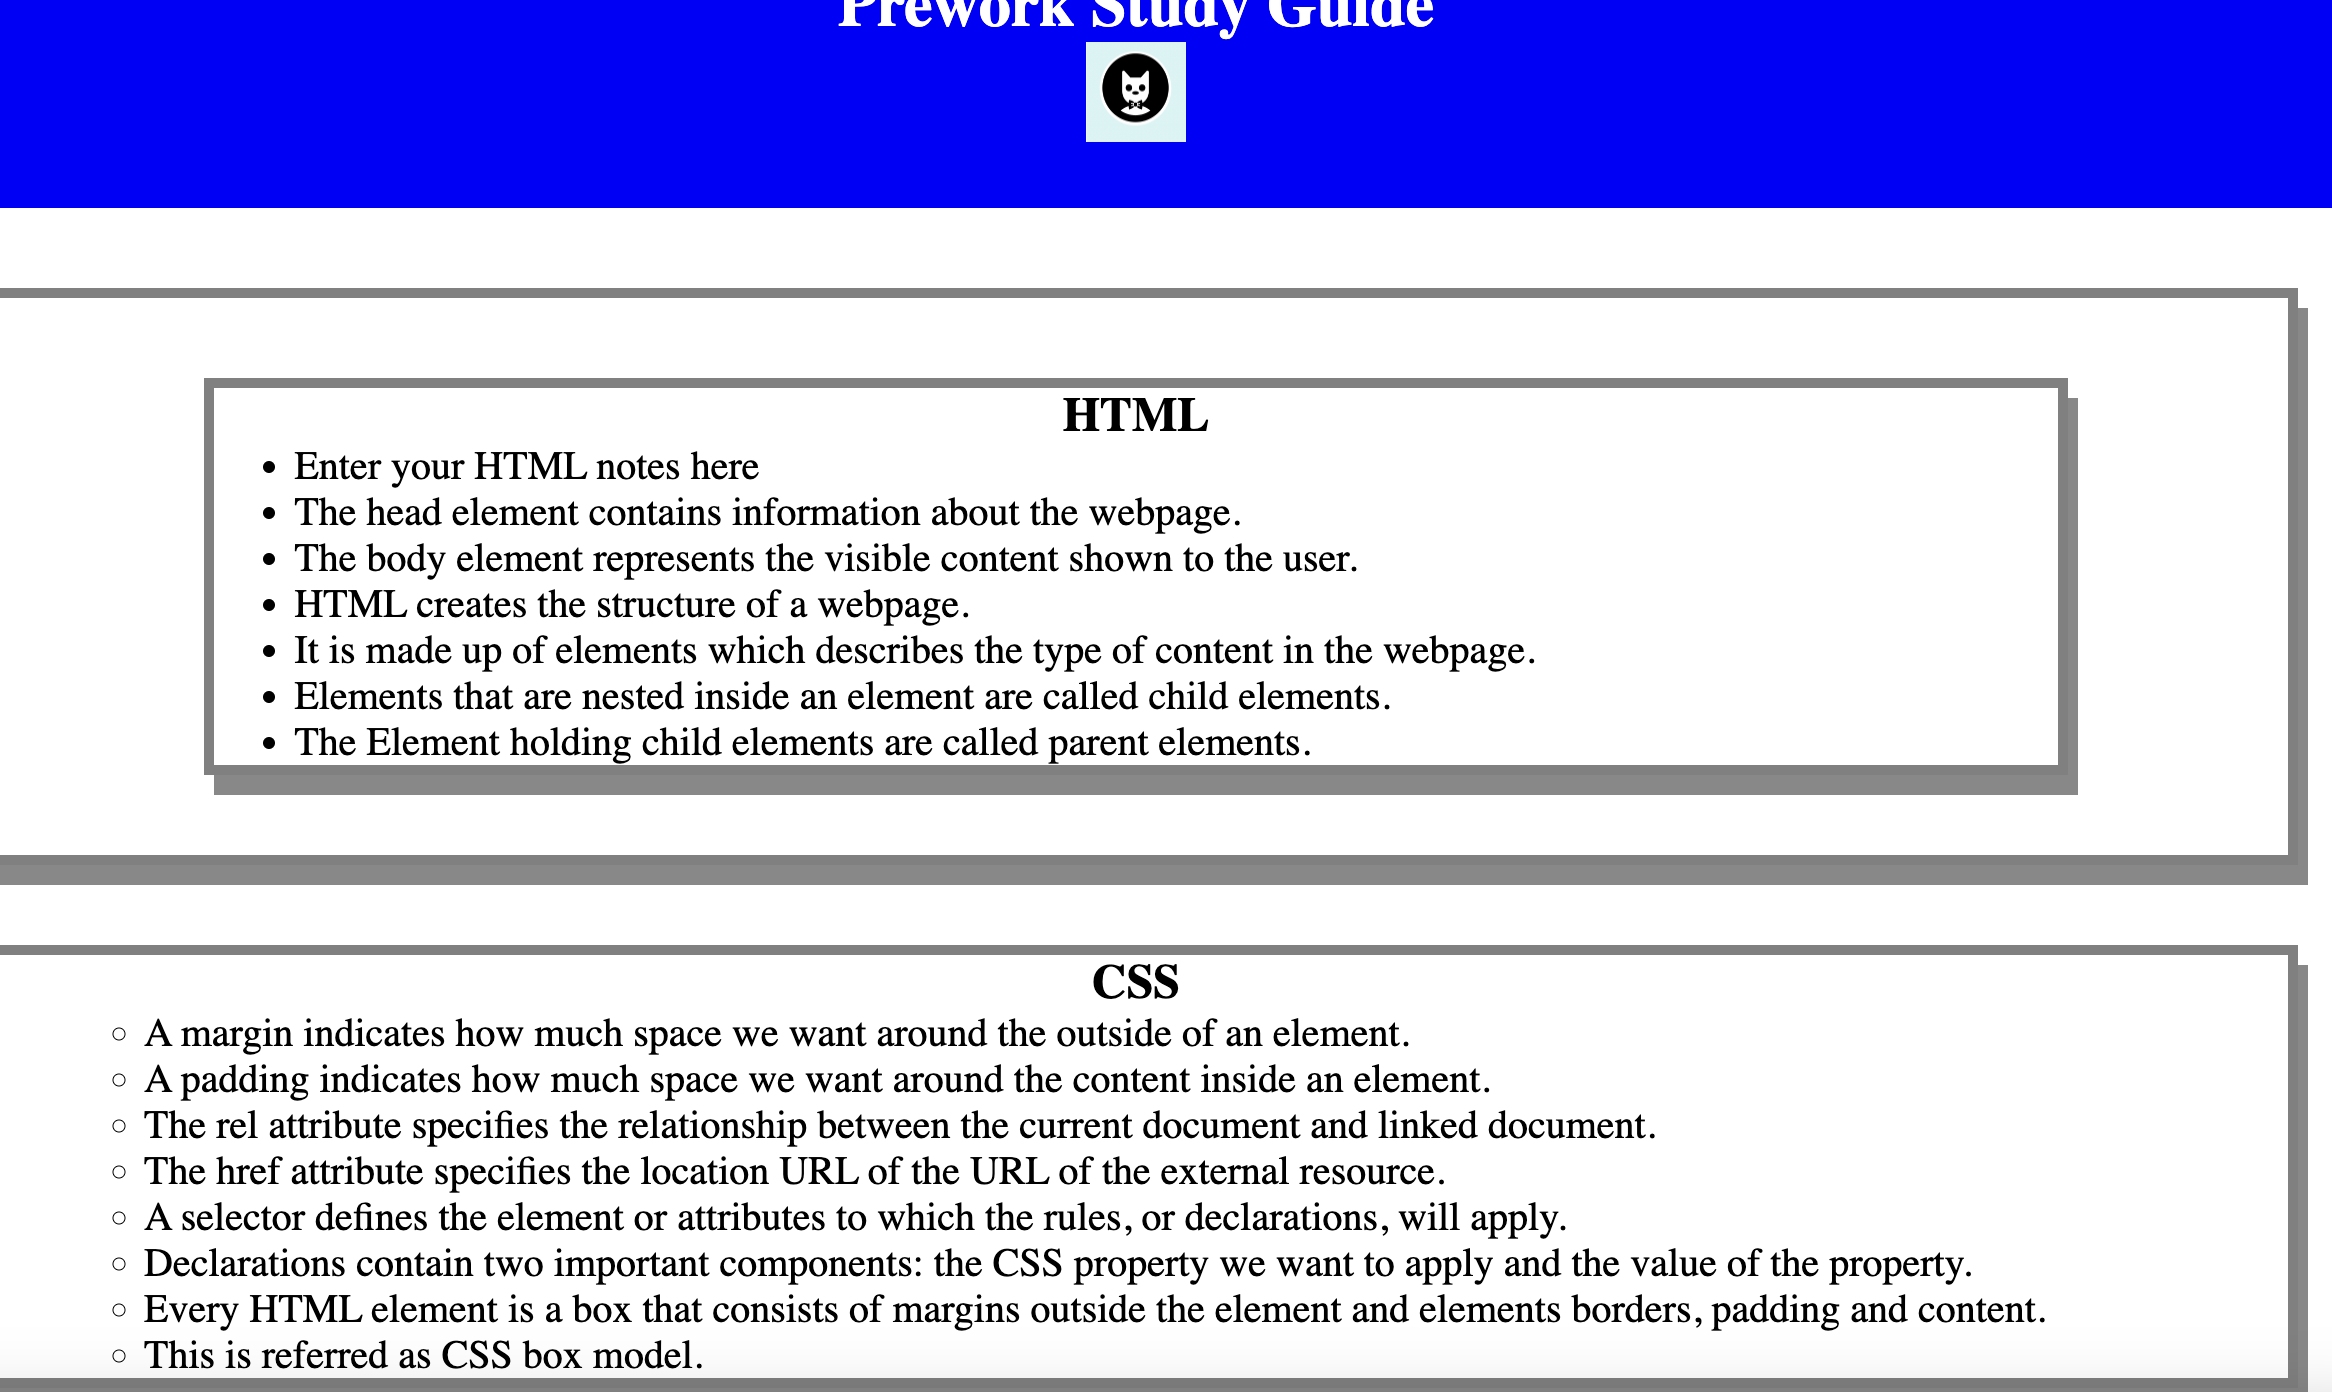 Prework Study Guide
HTML
Enter your HTML notes here
The head element contains information about the webpage.
The body element represents the visible content shown to the user.
HTML creates the structure of a webpage.
It is made up of elements which describes the type of content in the webpage.
Elements that are nested inside an element are called child elements.
The Element holding child elements are called parent elements.
CSS
A margin indicates how much space we want around the outside of an element.
A padding indicates how much space we want around the content inside an element.
The rel attribute specifies the relationship between the current document and linked document.
The href attribute specifies the location URL of the URL of the external resource.
A selector defines the element or attributes to which the rules, or declarations, will apply.
Declarations contain two important components: the CSS property we want to apply and the value of the property.
Every HTML element is a box that consists of margins outside the element and elements borders, padding and content.
This is referred as CSS box model.